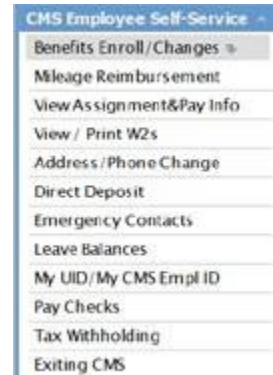 CMS Employee Self-Service
Benefits Enroll/Changes
Mileage Reimbursement
View Assignment&Pay Info
View / Print W2s
Address/Phone Change
Direct Deposit
Emergency Contacts
Leave Balances
My UID/My CMS Empl ID
Pay Checks
Tax Withholding
Exiting CMS